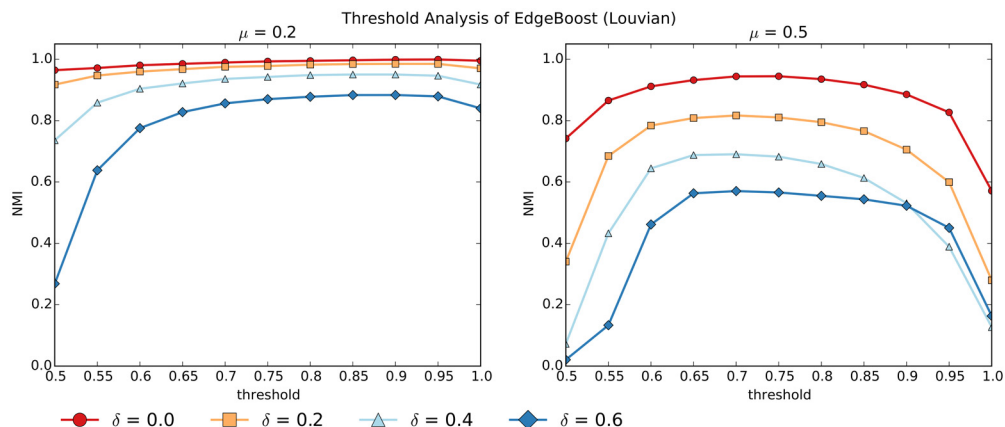 Threshold Analysis of EdgeBoost (Louvian)
μ = 0.2
μ = 0.5
1.0
0.8
0.6
0.4
0.2
0.0
NMI
0.5 0.55 0.6 0.65 0.7 0.75 0.8 0.85 0.9 0.95 1.0
threshold
1.0
0.8
0.6
0.4
0.2
0.0
NMI
0.5 0.55 0.6 0.65 0.7 0.75 0.8 0.85 0.9 0.95 1.0
threshold
δ = 0.0 δ = 0.2 δ = 0.4 δ = 0.6